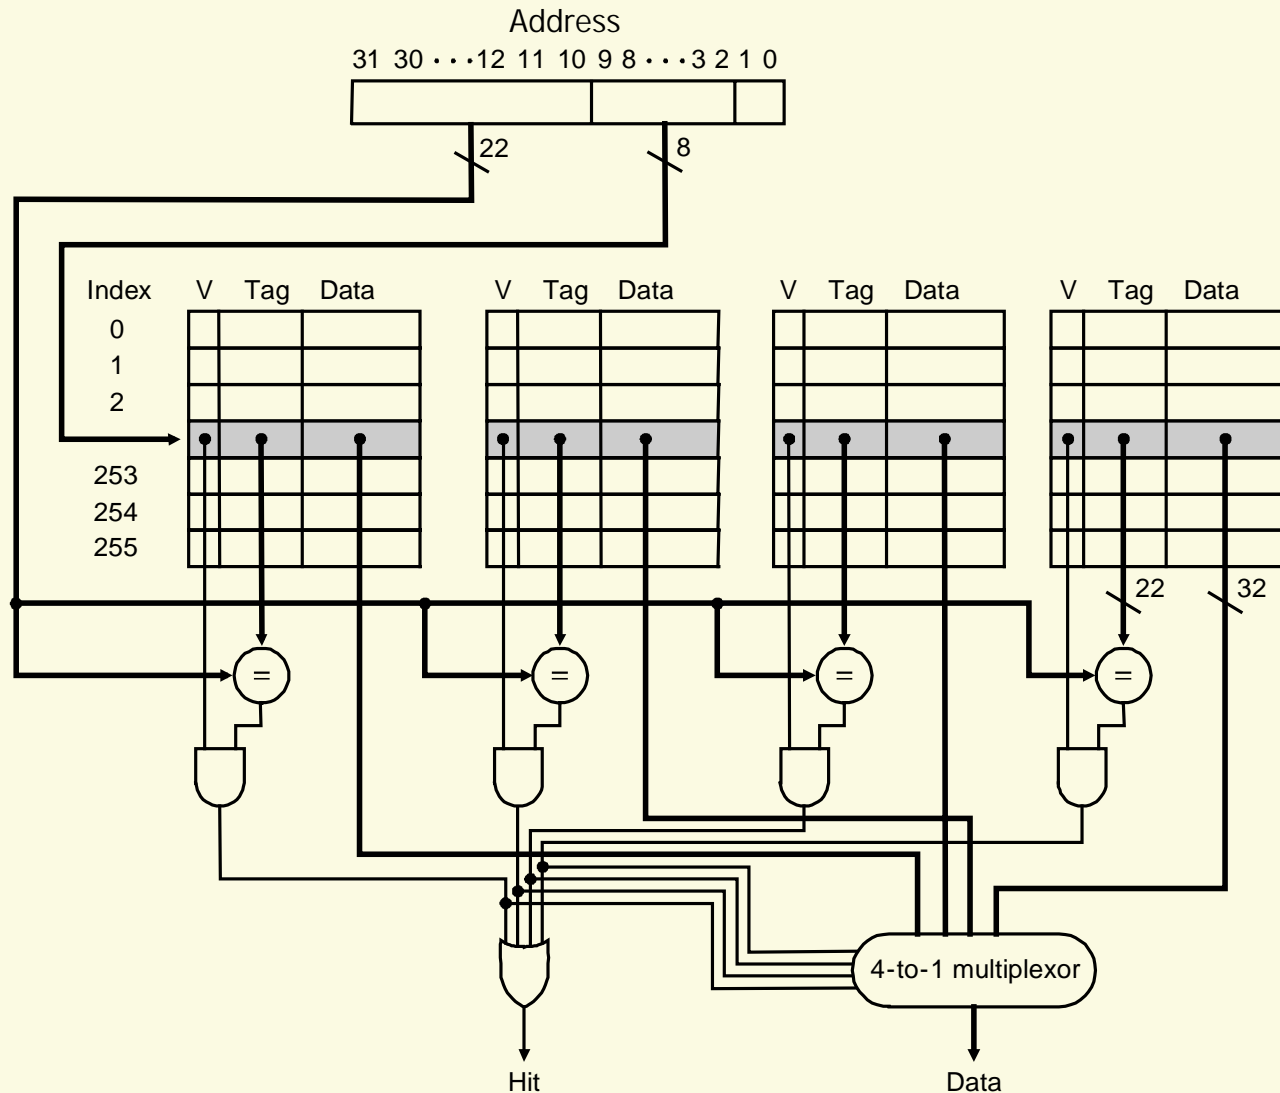 Address
31 30 ··· 12 11 10 9 8 ··· 3 2 1 0
22 8
Index V Tag Data V Tag Data V Tag Data V Tag Data
0
1
2
253
254
255
22 32
= = = =
4-to-1 multiplexor
Hit Data